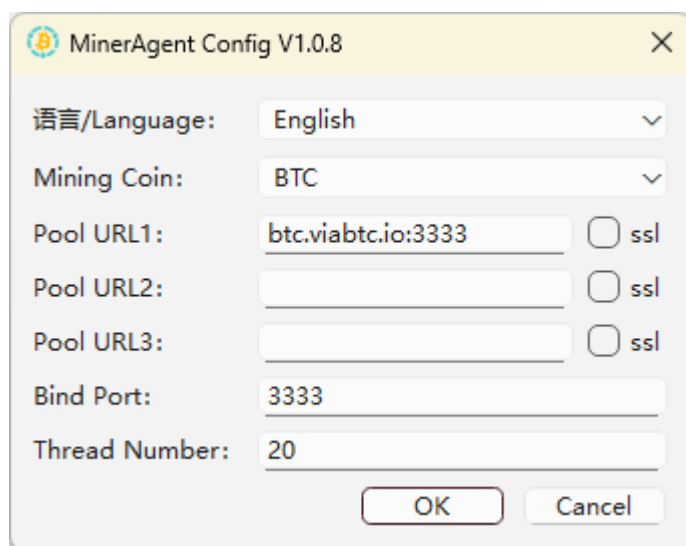 MinerAgent Config V1.0.8
语言/Language: English
Mining Coin: BTC
Pool URL1: btc.viabtc.io:3333 ssl
Pool URL2: ssl
Pool URL3: ssl
Bind Port: 3333
Thread Number: 20
OK Cancel